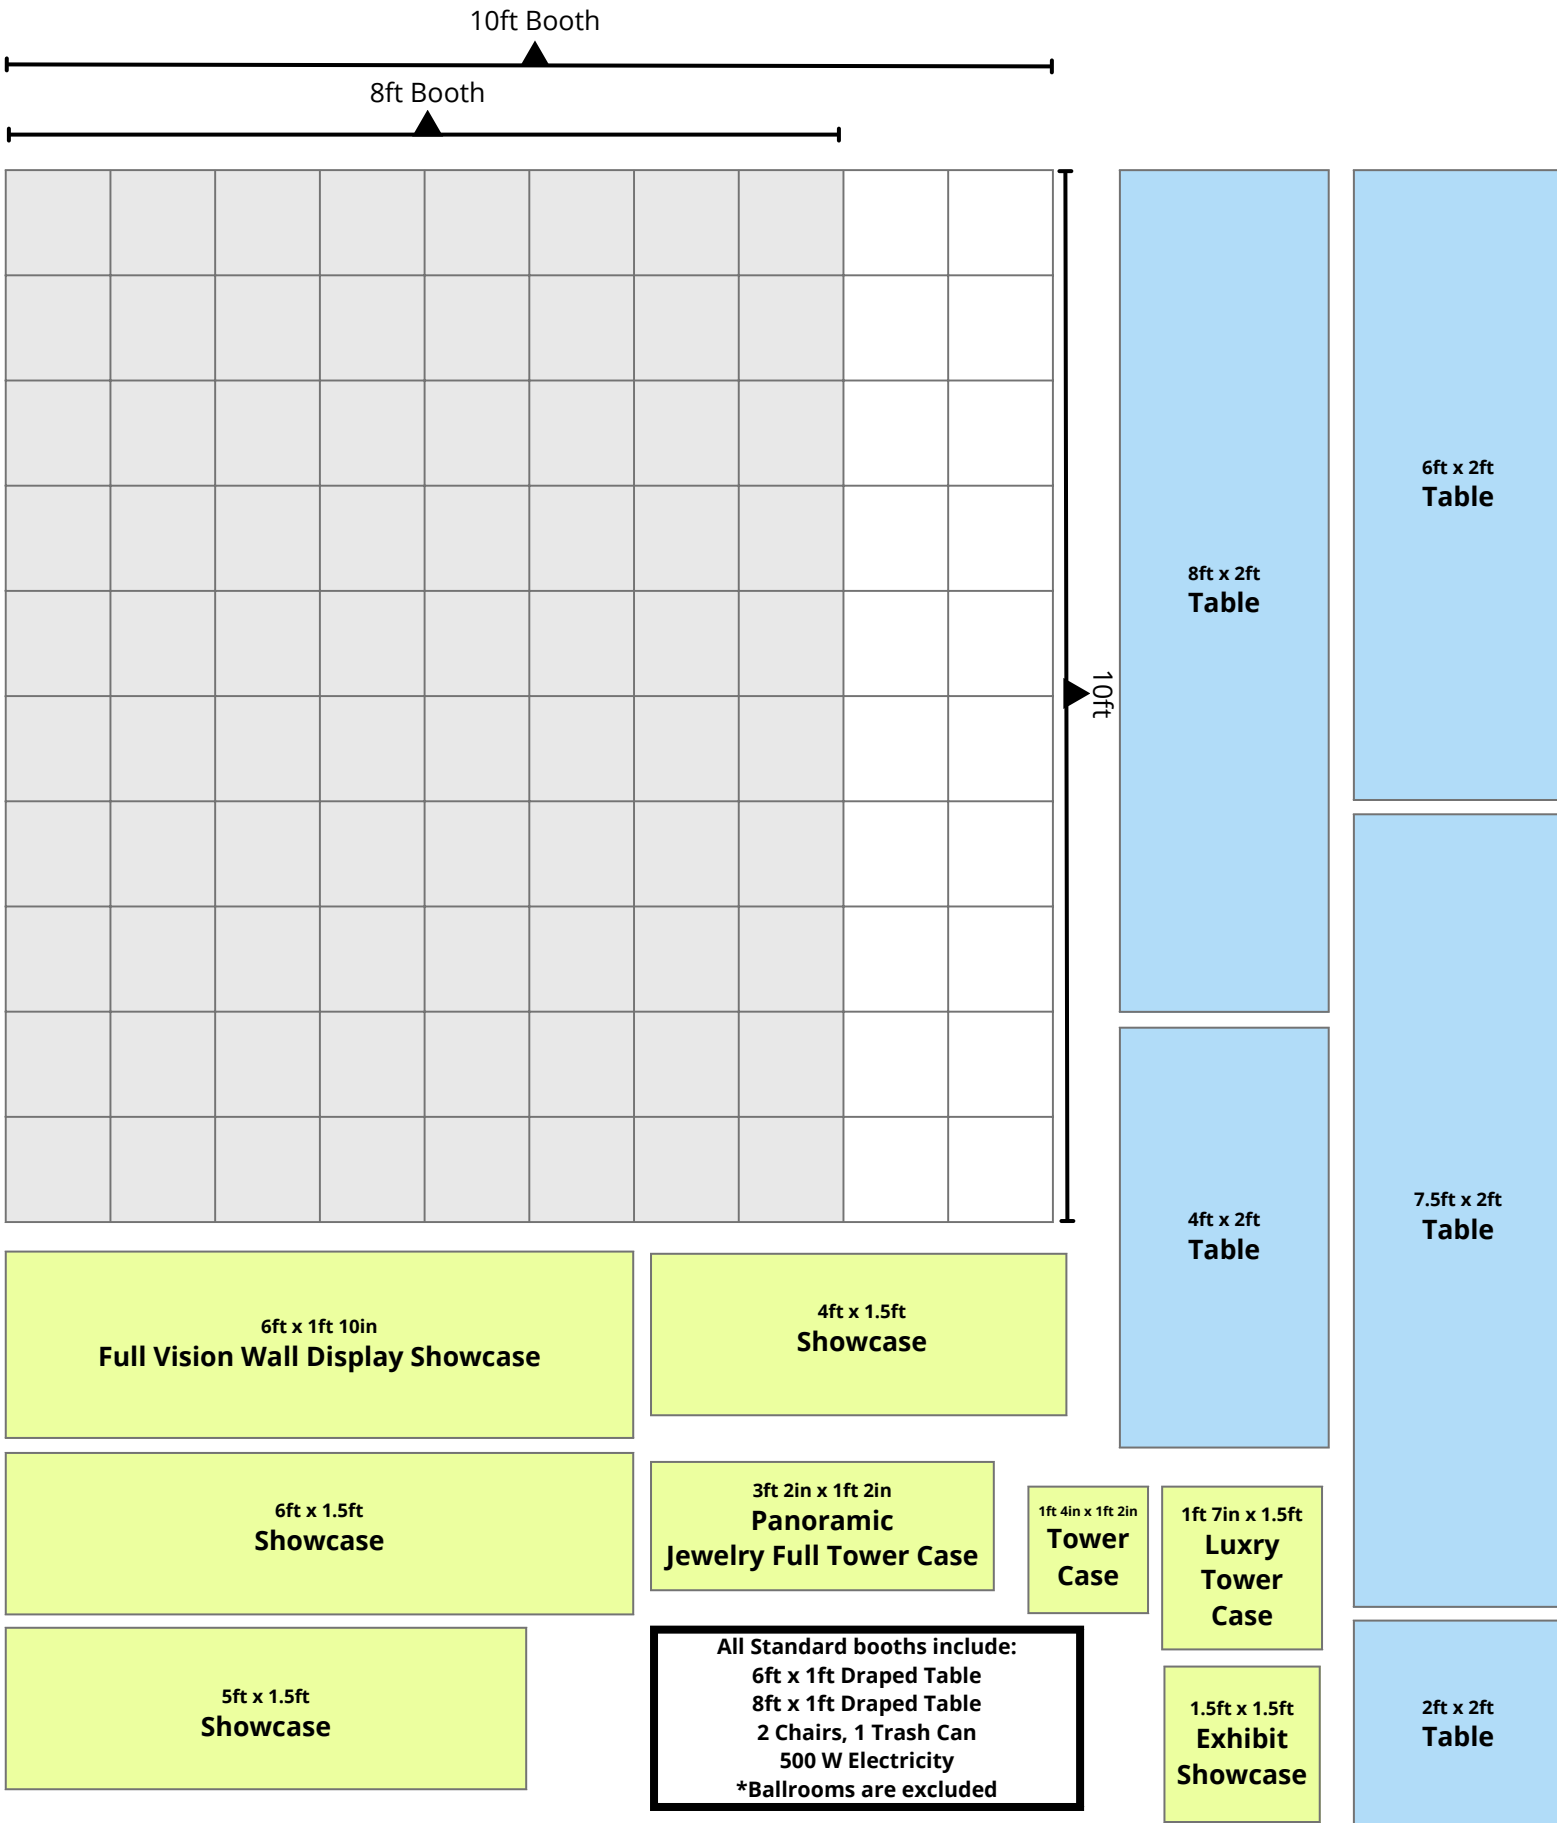 10ft Booth
8ft Booth
10ft
8ft x 2ft
Table
6ft x 2ft
Table
4ft x 2ft
Table
7.5ft x 2ft
Table
6ft x 1ft 10in
Full Vision Wall Display Showcase
4ft x 1.5ft
Showcase
6ft x 1.5ft
Showcase
3ft 2in x 1ft 2in
Panoramic
Jewelry Full Tower Case
1ft 4in x 1ft 2in
Tower
Case
1ft 7in x 1.5ft
Luxry
Tower
Case
5ft x 1.5ft
Showcase
All Standard booths include:
6ft x 1ft Draped Table
8ft x 1ft Draped Table
2 Chairs, 1 Trash Can
500 W Electricity
*Ballrooms are excluded
1.5ft x 1.5ft
Exhibit
Showcase
2ft x 2ft
Table